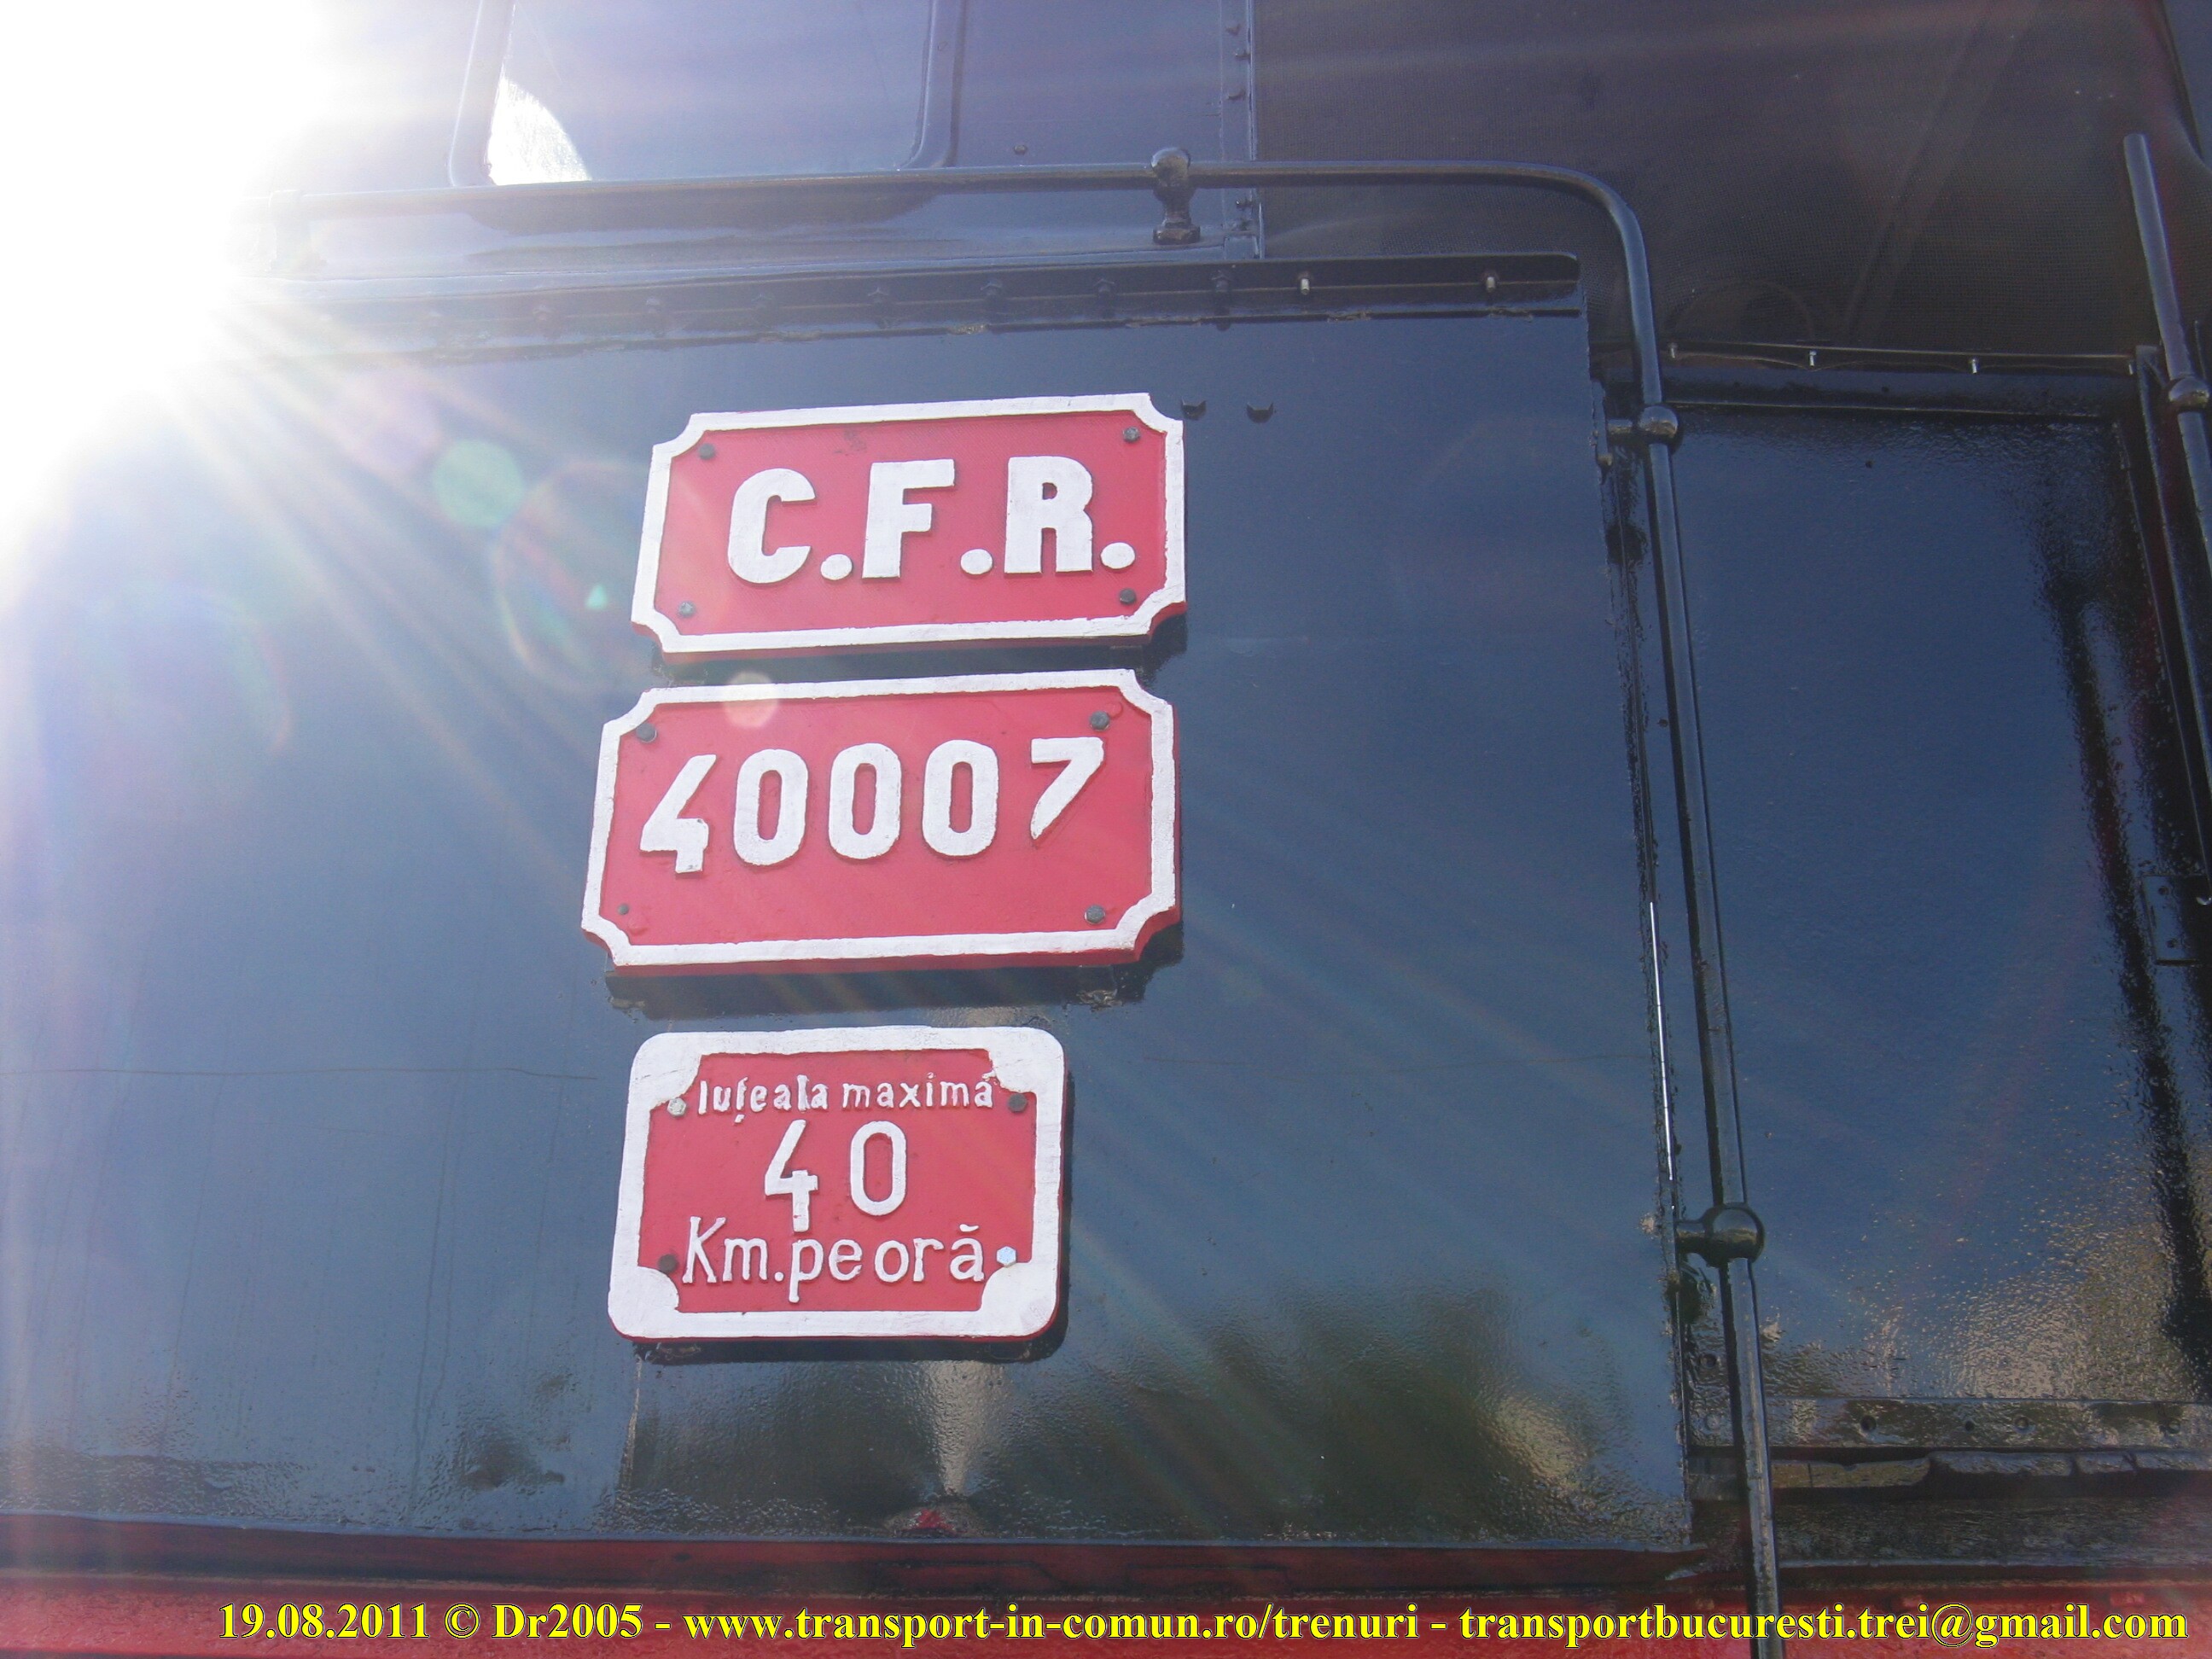 C.F.R.
40007
Iuțeala maximă
40
Km.pe oră
19.08.2011 © Dr2005 - www.transport-in-comun.ro/trenuri - transportbucuresti.trei@gmail.com